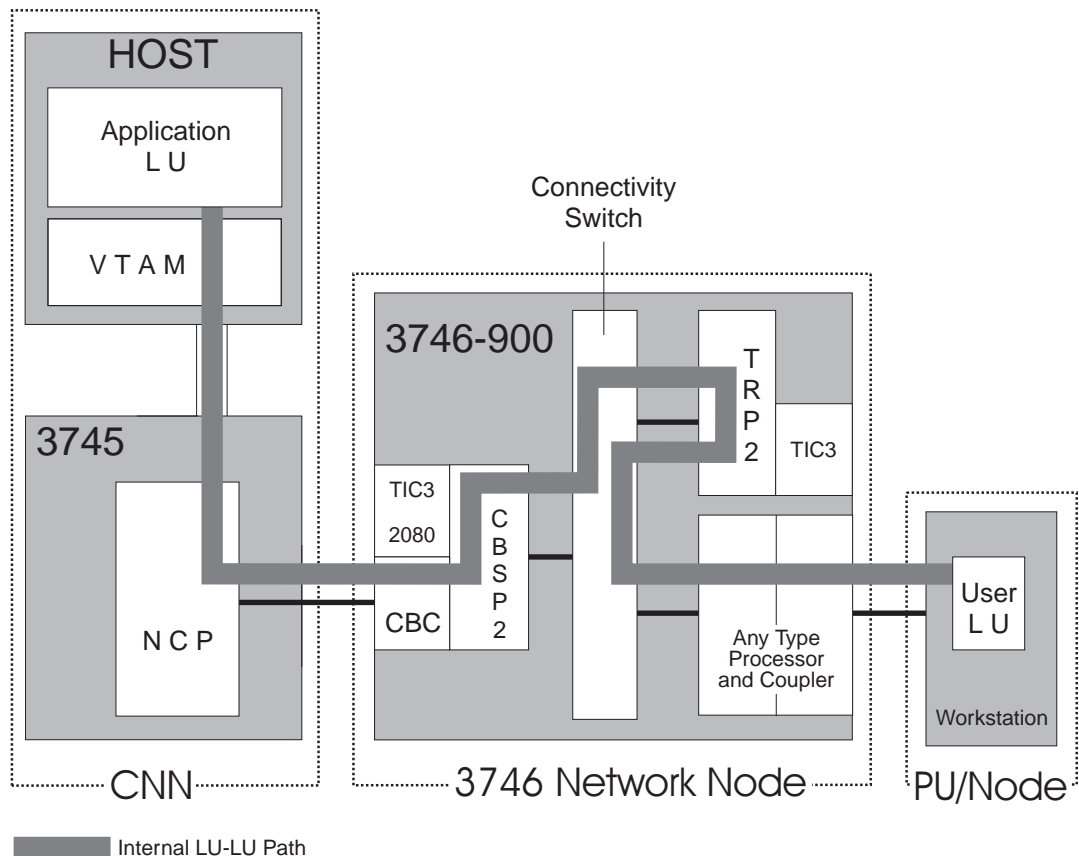 HOST
Application
L U
V T A M
3745
N C P
CNN
Connectivity
Switch
3746-900
TIC3
2080
CBC
C
B
S
P
2
T
R
P
2
TIC3
Any Type
Processor
and Coupler
3746 Network Node
User
L U
Workstation
PU/Node
Internal LU-LU Path